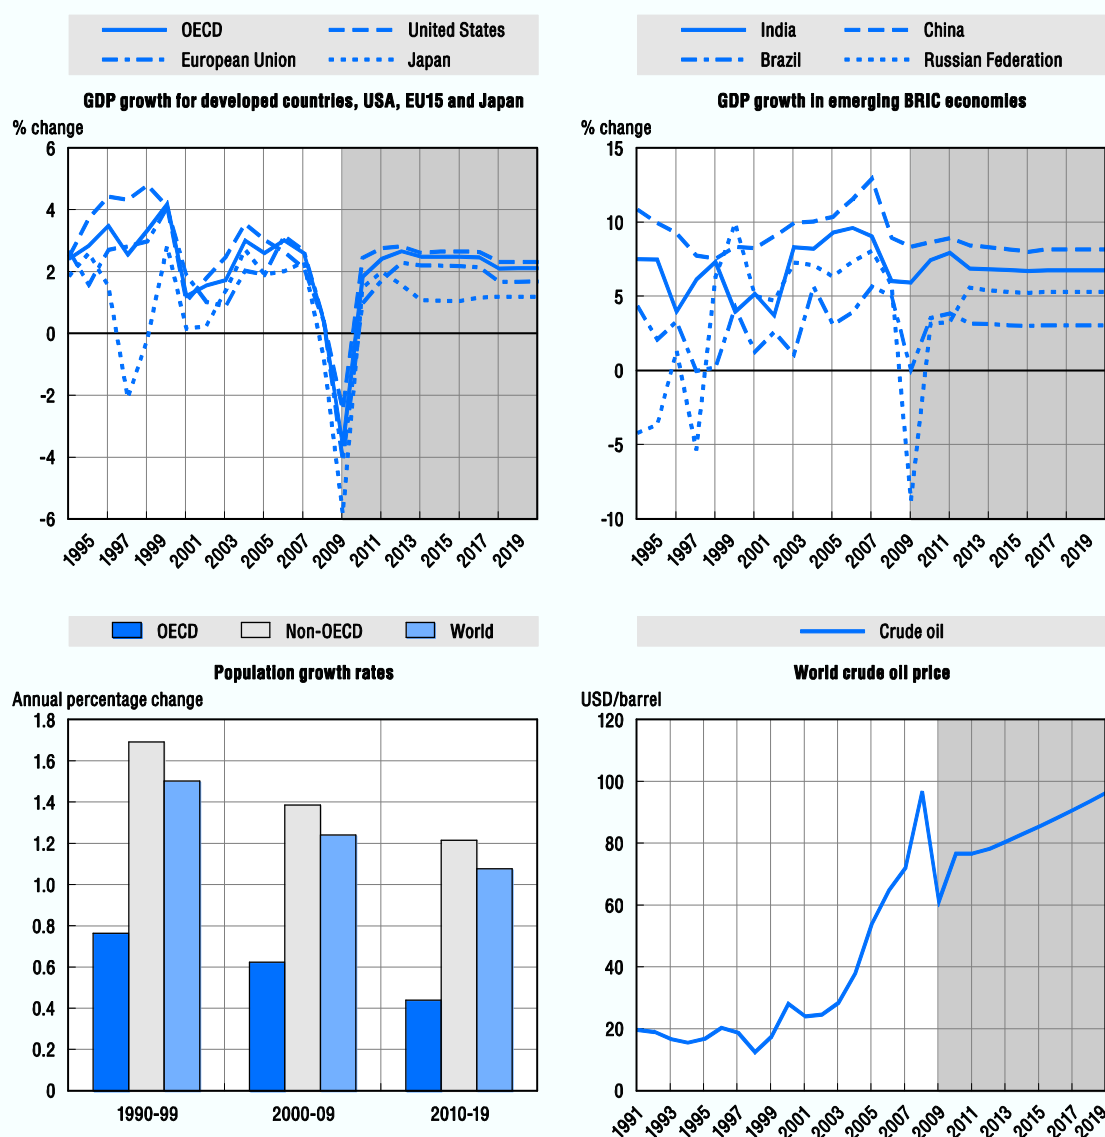 OECD United States
European Union Japan
GDP growth for developed countries, USA, EU15 and Japan
% change
6
4
2
0
-2
-4
-6
1995 1997 1999 2001 2003 2005 2007 2009 2011 2013 2015 2017 2019
India China
Brazil Russian Federation
GDP growth in emerging BRIC economies
% change
15
10
5
0
-5
-10
1995 1997 1999 2001 2003 2005 2007 2009 2011 2013 2015 2017 2019
OECD Non-OECD World
Population growth rates
Annual percentage change
1.8
1.6
1.4
1.2
1.0
0.8
0.6
0.4
0.2
0
1990-99 2000-09 2010-19
Crude oil
World crude oil price
USD/barrel
120
100
80
60
40
20
0
1991 1993 1995 1997 1999 2001 2003 2005 2007 2009 2011 2013 2015 2017 2019